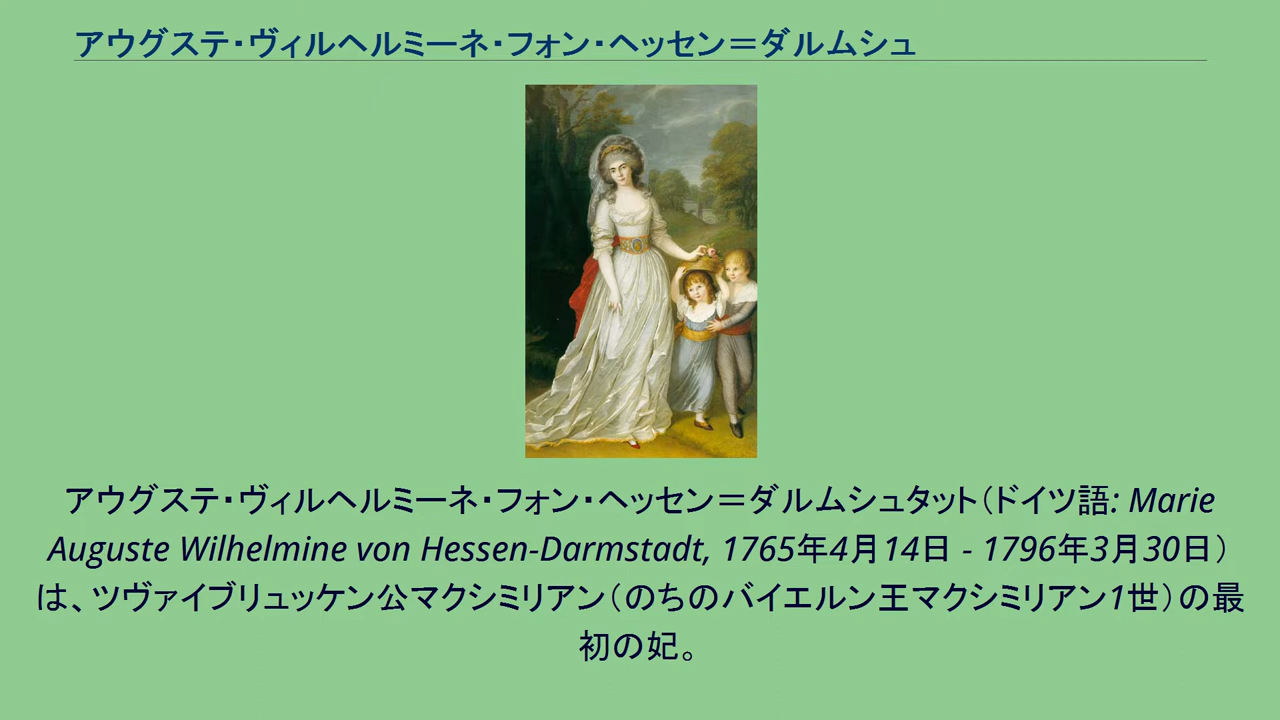 アウグステ・ヴィルヘルミーネ・フォン・ヘッセン＝ダルムシュ
アウグステ・ヴィルヘルミーネ・フォン・ヘッセン＝ダルムシュタット（ドイツ語: Marie
Auguste Wilhelmine von Hessen-Darmstadt, 1765年4月14日 - 1796年3月30日）
は、ツヴァイブリュッケン公マクシミリアン（のちのバイエルン王マクシミリアン1世）の最
初の妃。